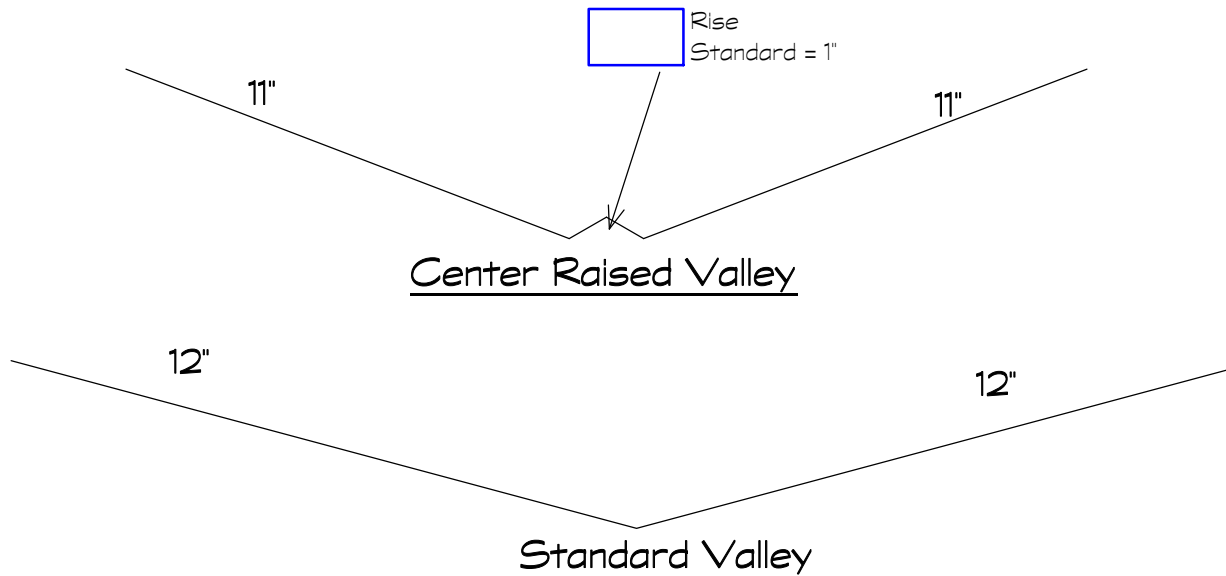 Rise
Standard = 1"
11"
11"
Center Raised Valley
12"
12"
Standard Valley